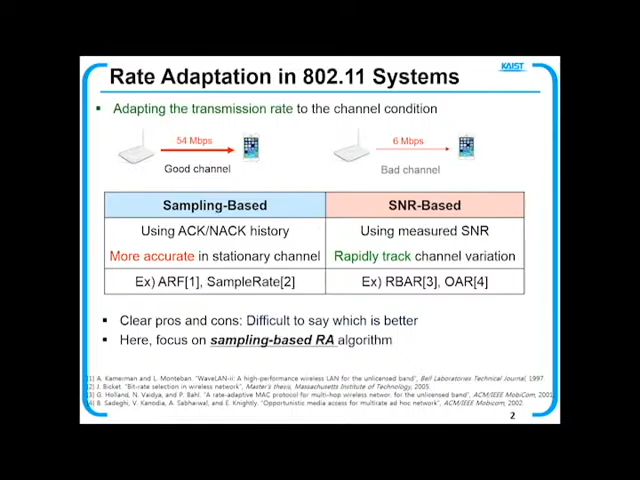 KAIST
Rate Adaptation in 802.11 Systems
Adapting the transmission rate to the channel condition
54 Mbps
6 Mbps
Good channel
Bad channel
Sampling-Based
SNR-Based
Using ACK/NACK history
Using measured SNR
More accurate in stationary channel
Rapidly track channel variation
Ex) ARF[1], SampleRate[2]
Ex) RBAR[3], OAR[4]
Clear pros and cons: Difficult to say which is better
Here, focus on sampling-based RA algorithm
[1] A. Kamerman and L. Monteban. "WaveLAN-ii: A high-performance wireless LAN for the unlicensed band", Bell Laboratories Technical Journal, 1997.
[2] J. Bicket. "Bit-rate selection in wireless network", Master's thesis, Massachusetts Institute of Technology, 2005.
[3] G. Holland, N. Vaidya, and P. Bahl. "A rate-adaptive MAC protocol for multi-hop wireless networ. for the unlicensed band", ACM/IEEE MobiCom, 2001
[4] B. Sadeghi, V. Kanodia, A. Sabharwal, and E. Knightly. "Opportunistic media access for multirate ad hoc network", ACM/IEEE Mobicom, 2002.
2